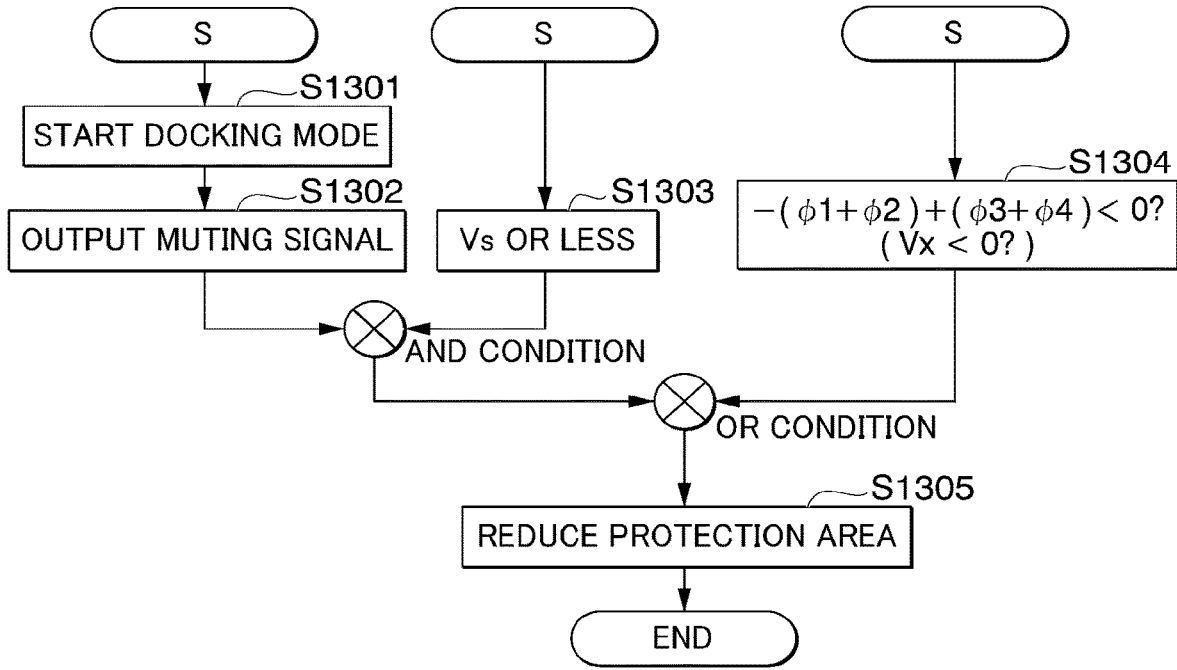 S
S
S
S1301
START DOCKING MODE
S1302
OUTPUT MUTING SIGNAL
S1303
Vs OR LESS
S1304
−(ϕ1+ϕ2)+(ϕ3+ϕ4)<0?
(Vx<0?)
AND CONDITION
OR CONDITION
S1305
REDUCE PROTECTION AREA
END